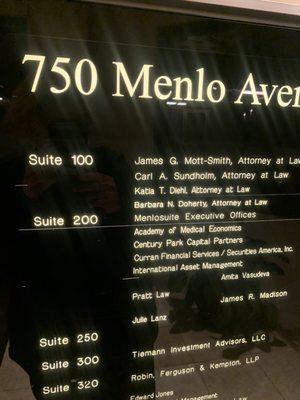 750 Menlo Aven
Suite 100 James G. Mott-Smith, Attorney at Law
Carl A. Sundholm, Attorney at Law
Katia T. Diehl, Attorney at Law
Barbara N. Doherty, Attorney at Law
Suite 200 Menlosuite Executive Offices
Academy of Medical Economics
Century Park Capital Partners
Curran Financial Services / Securities America, Inc.
International Asset Management
Amita Vasudeva
Pratt Law
James R. Madison
Julie Lanz
Suite 250 Tiemann Investment Advisors, LLC
Suite 300 Robin, Ferguson & Kempton, LLP
Suite 320 Edward Jones